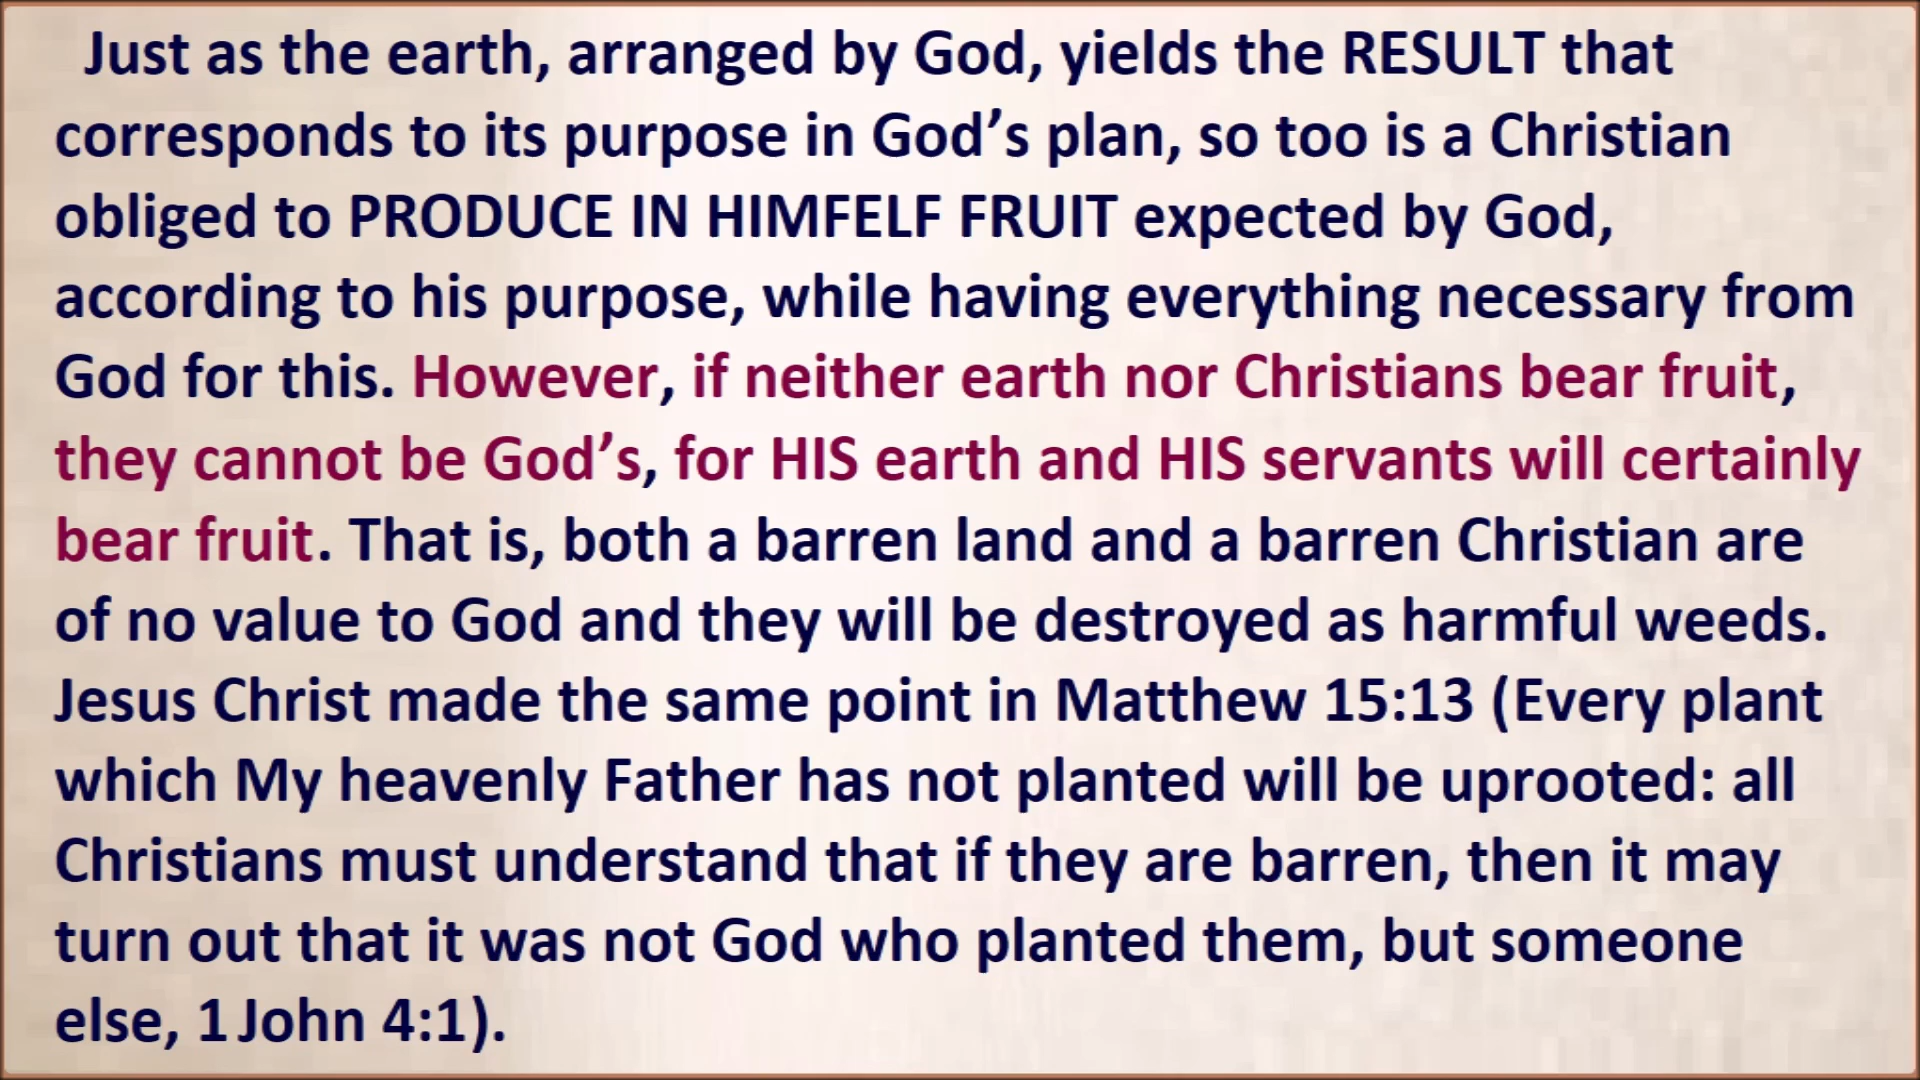 Just as the earth, arranged by God, yields the RESULT that
corresponds to its purpose in God’s plan, so too is a Christian
obliged to PRODUCE IN HIMFELF FRUIT expected by God,
according to his purpose, while having everything necessary from
God for this. However, if neither earth nor Christians bear fruit,
they cannot be God’s, for HIS earth and HIS servants will certainly
bear fruit. That is, both a barren land and a barren Christian are
of no value to God and they will be destroyed as harmful weeds.
Jesus Christ made the same point in Matthew 15:13 (Every plant
which My heavenly Father has not planted will be uprooted: all
Christians must understand that if they are barren, then it may
turn out that it was not God who planted them, but someone
else, 1 John 4:1).